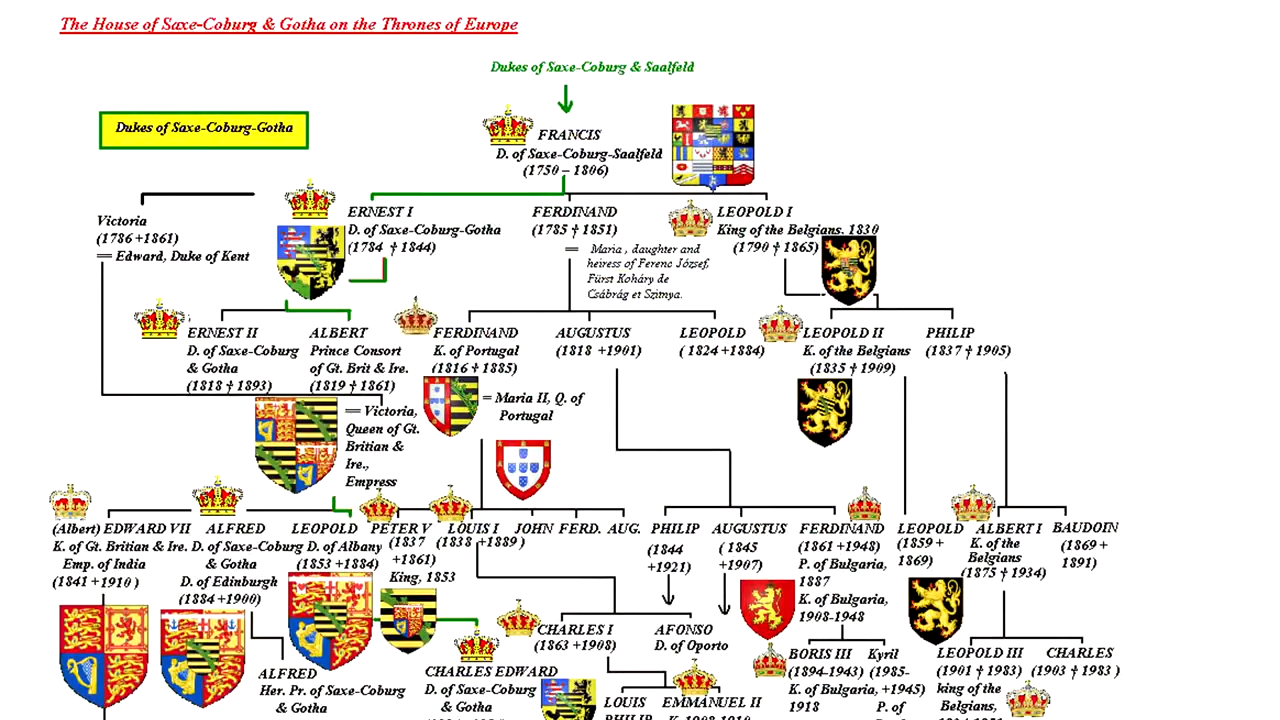 The House of Saxe-Coburg & Gotha on the Thrones of Europe
Dukes of Saxe-Coburg & Saalfeld
Dukes of Saxe-Coburg-Gotha
FRANCIS
D. of Saxe-Coburg-Saalfeld
(1750 – 1806)
Victoria
(1786 +1861)
== Edward, Duke of Kent
ERNEST I
D. of Saxe-Coburg-Gotha
(1784 † 1844)
FERDINAND
(1785 † 1851)
== Maria , daughter and
heiress of Ferenc József,
Fürst Koháry de
Csábrág et Szitnya.
LEOPOLD I
King of the Belgians. 1830
(1790 † 1865)
ERNEST II
D. of Saxe-Coburg
& Gotha
(1818 † 1893)
ALBERT
Prince Consort
of Gt. Brit & Ire.
(1819 † 1861)
== Victoria,
Queen of Gt.
Britian &
Ire.,
Empress
FERDINAND
K. of Portugal
(1816 † 1885)
= Maria II, Q. of
Portugal
AUGUSTUS
(1818 +1901)
LEOPOLD
( 1824 +1884)
LEOPOLD II
K. of the Belgians
(1835 † 1909)
PHILIP
(1837 † 1905)
(Albert) EDWARD VII
K. of Gt. Britian & Ire.
Emp. of India
(1841 +1910 )
ALFRED
D. of Saxe-Coburg
& Gotha
D. of Edinburgh
(1884 +1900)
LEOPOLD
D. of Albany
(1853 +1884)
PETER V
(1837
+1861)
King, 1853
LOUIS I
(1838 +1889 )
JOHN
FERD.
AUG.
PHILIP
(1844
+1921)
AUGUSTUS
( 1845
+1907)
FERDINAND
(1861 +1948)
P. of Bulgaria,
1887
K. of Bulgaria,
1908-1948
LEOPOLD
(1859 +
1869)
ALBERT I
K. of the
Belgians
(1875 † 1934)
BAUDOIN
(1869 +
1891)
ALFRED
Her. Pr. of Saxe-Coburg
& Gotha
CHARLES EDWARD
D. of Saxe-Coburg
& Gotha
CHARLES I
(1863 +1908)
AFONSO
D. of Oporto
LOUIS
PHILIP
EMMANUEL II
K. 1908-1910
BORIS III
(1894-1943)
K. of Bulgaria,
1918
Kyril
(1985-
+1945)
P. of
LEOPOLD III
(1901 † 1983)
king of the
Belgians,
CHARLES
(1903 † 1983 )